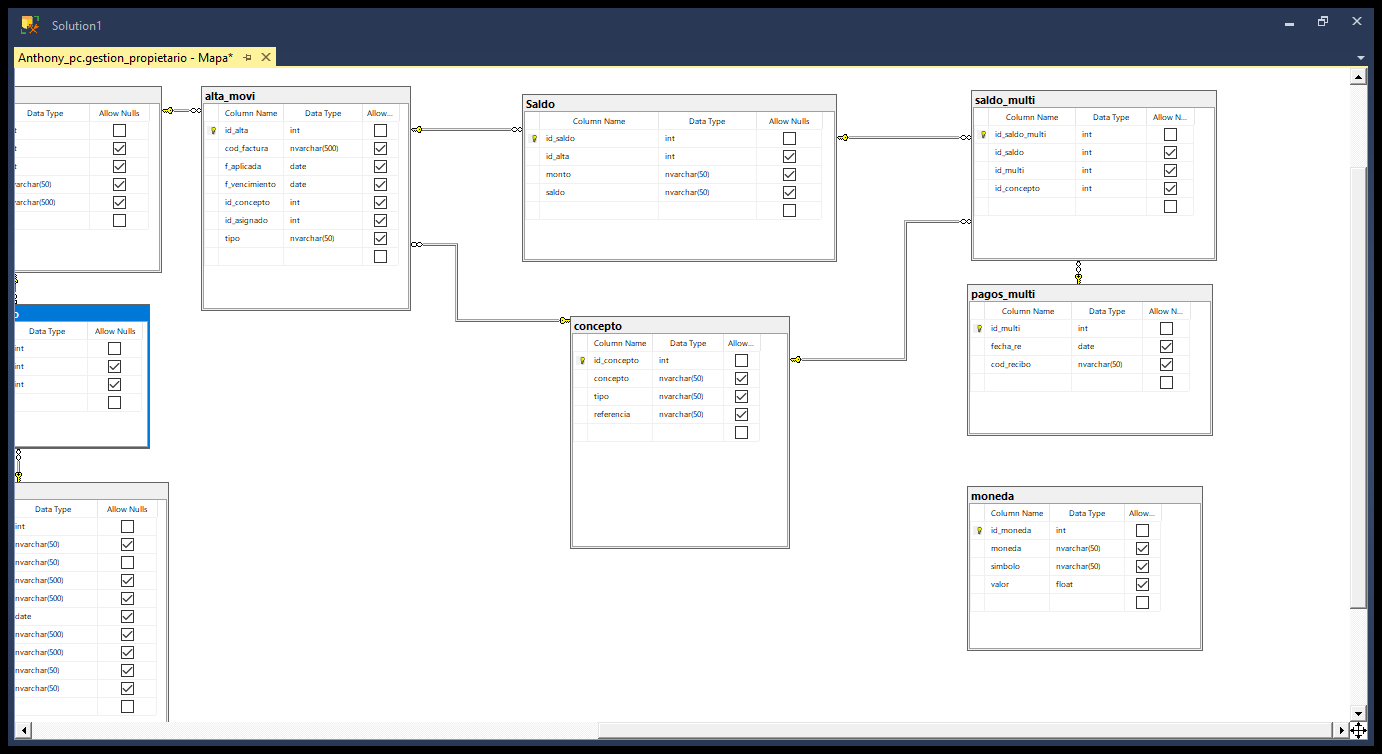 Solution1
Anthony_pc.gestion_propietario - Mapa*
Data Type Allow Nulls
t
t
t
varchar(50)
varchar(500)
alta_movi
Column Name Data Type Allow...
id_alta int
cod_factura nvarchar(500)
f_aplicada date
f_vencimiento date
id_concepto int
id_asignado int
tipo nvarchar(50)
Saldo
Column Name Data Type Allow Nulls
id_saldo int
id_alta int
monto nvarchar(50)
saldo nvarchar(50)
saldo_multi
Column Name Data Type Allow N...
id_saldo_multi int
id_saldo int
id_multi int
id_concepto int
o
Data Type Allow Nulls
int
int
int
concepto
Column Name Data Type Allow...
id_concepto int
concepto nvarchar(50)
tipo nvarchar(50)
referencia nvarchar(50)
pagos_multi
Column Name Data Type Allow N...
id_multi int
fecha_re date
cod_recibo nvarchar(50)
Data Type Allow Nulls
int
nvarchar(50)
nvarchar(50)
nvarchar(500)
nvarchar(500)
date
nvarchar(500)
nvarchar(500)
nvarchar(50)
nvarchar(50)
moneda
Column Name Data Type Allow...
id_moneda int
moneda nvarchar(50)
simbolo nvarchar(50)
valor float